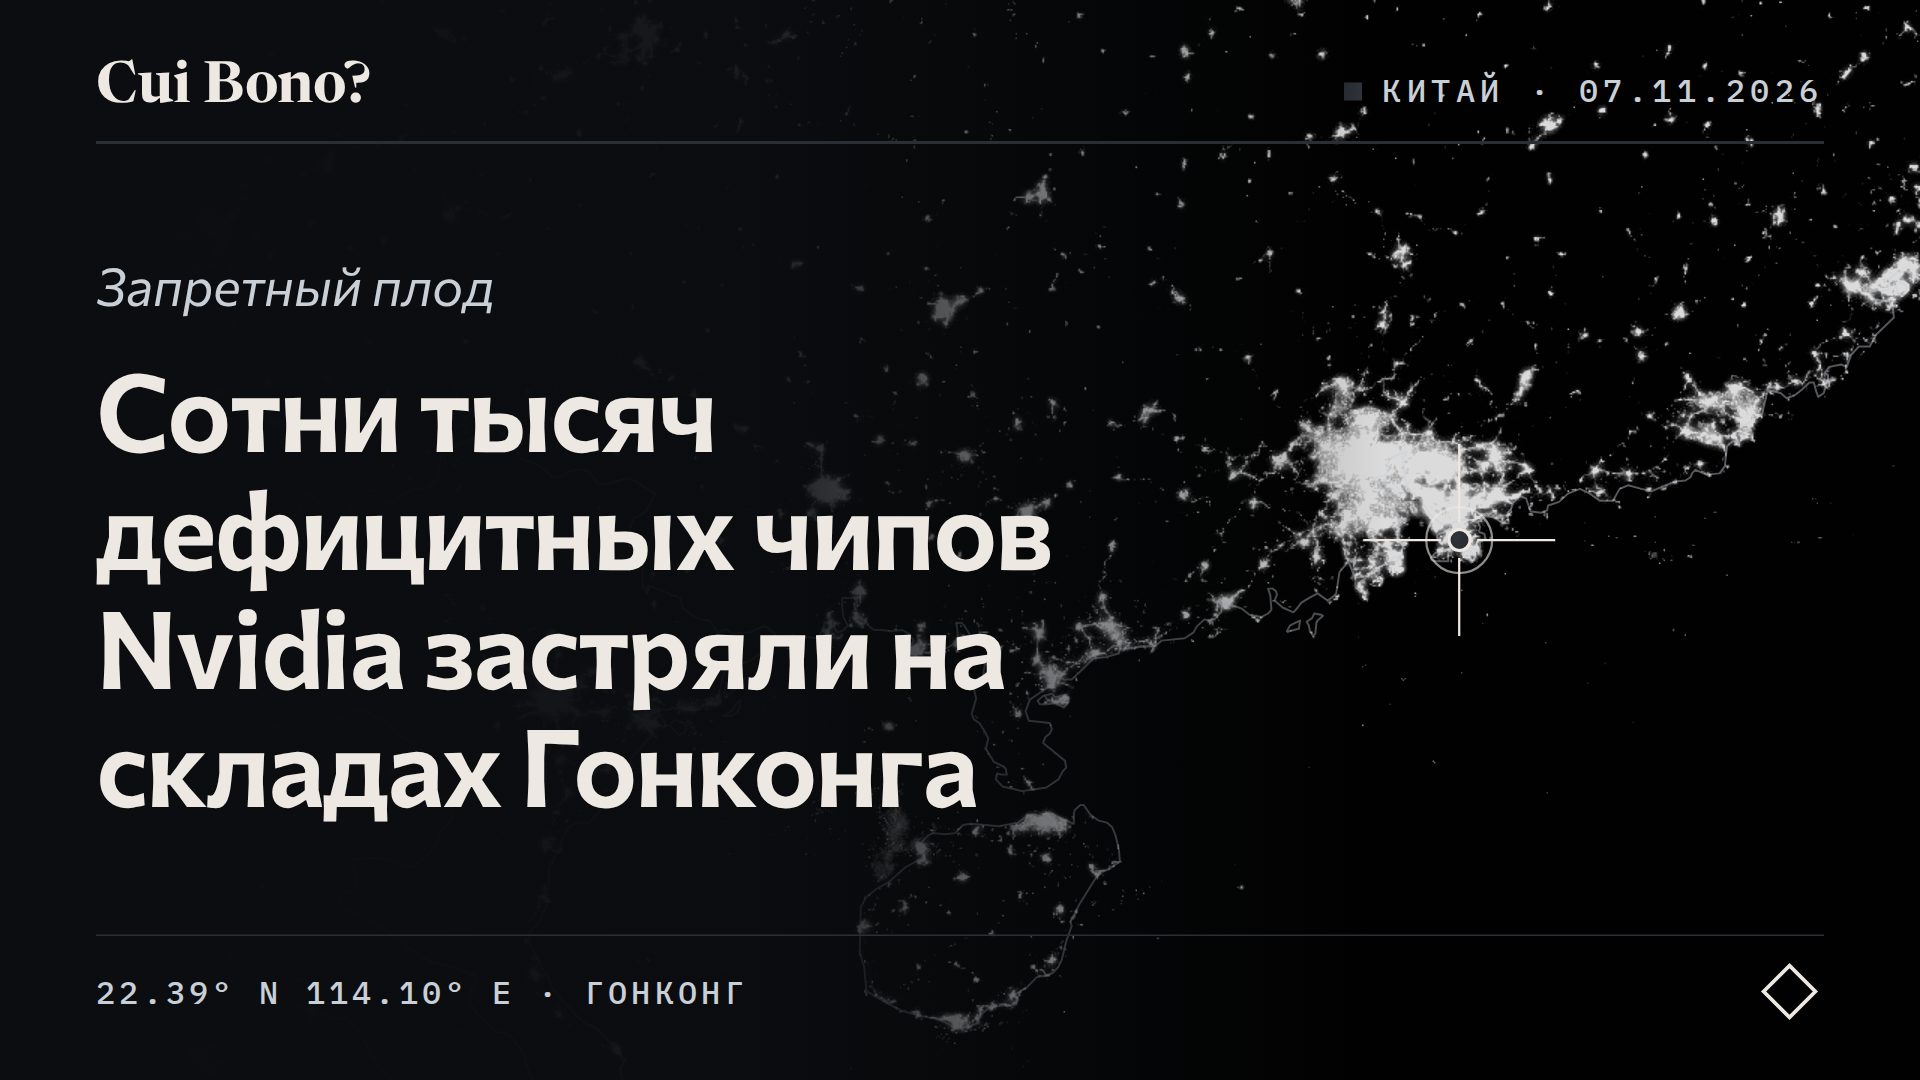 Cui Bono?
КИТАЙ · 07.11.2026
Запретный плод
Сотни тысяч
дефицитных чипов
Nvidia застряли на
складах Гонконга
22.39° N 114.10° E · ГОНКОНГ